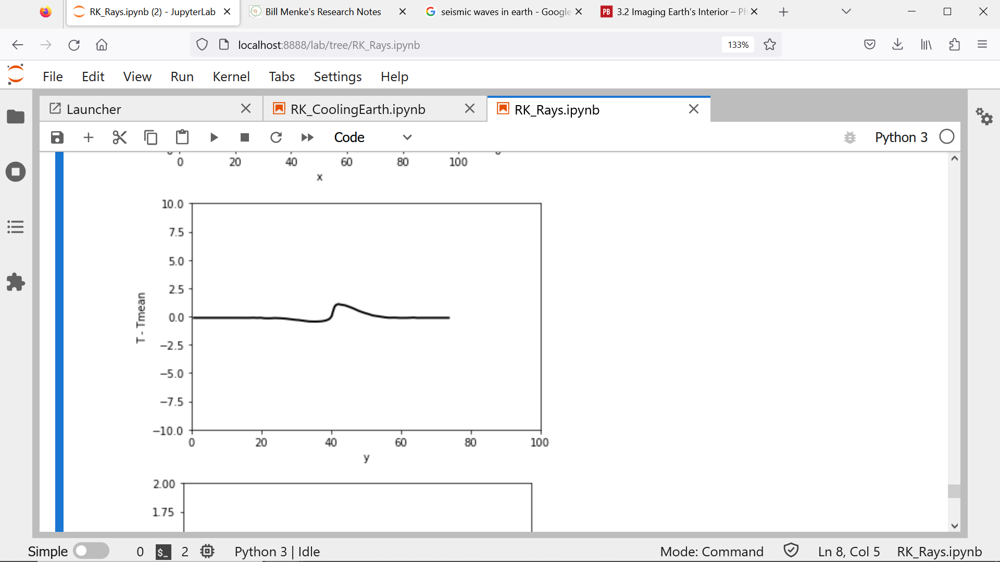 RK_Rays.ipynb (2) - JupyterLab
Bill Menke's Research Notes
seismic waves in earth - Google
PB 3.2 Imaging Earth's Interior – Ph
localhost:8888/lab/tree/RK_Rays.ipynb
133%
File Edit View Run Kernel Tabs Settings Help
Launcher
RK_CoolingEarth.ipynb
RK_Rays.ipynb
Code
Python 3
0 20 40 60 80 100
x
10.0
7.5
5.0
2.5
0.0
−2.5
−5.0
−7.5
−10.0
T - Tmean
0 20 40 60 80 100
y
2.00
1.75
Simple 0 $_ 2 Python 3 | Idle Mode: Command Ln 8, Col 5 RK_Rays.ipynb